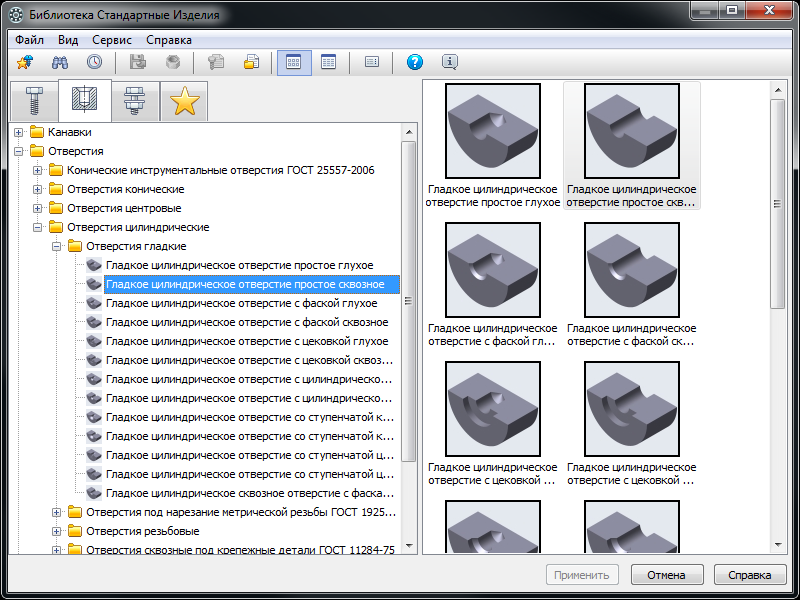 Библиотека Стандартные Изделия
Файл Вид Сервис Справка
Канавки
Отверстия
Конические инструментальные отверстия ГОСТ 25557-2006
Отверстия конические
Отверстия центровые
Отверстия цилиндрические
Отверстия гладкие
Гладкое цилиндрическое отверстие простое глухое
Гладкое цилиндрическое отверстие простое сквозное
Гладкое цилиндрическое отверстие с фаской глухое
Гладкое цилиндрическое отверстие с фаской сквозное
Гладкое цилиндрическое отверстие с цековкой глухое
Гладкое цилиндрическое отверстие с цековкой сквоз...
Гладкое цилиндрическое отверстие с цилиндрическо...
Гладкое цилиндрическое отверстие с цилиндрическо...
Гладкое цилиндрическое отверстие со ступенчатой к...
Гладкое цилиндрическое отверстие со ступенчатой к...
Гладкое цилиндрическое отверстие со ступенчатой ц...
Гладкое цилиндрическое отверстие со ступенчатой ц...
Гладкое цилиндрическое сквозное отверстие с фаска...
Отверстия под нарезание метрической резьбы ГОСТ 1925...
Отверстия резьбовые
Отверстия сквозные под крепежные детали ГОСТ 11284-75
Гладкое цилиндрическое
отверстие простое глухое
Гладкое цилиндрическое
отверстие простое скв...
Гладкое цилиндрическое
отверстие с фаской гл...
Гладкое цилиндрическое
отверстие с фаской ск...
Гладкое цилиндрическое
отверстие с цековкой ...
Гладкое цилиндрическое
отверстие с цековкой ...
Применить Отмена Справка